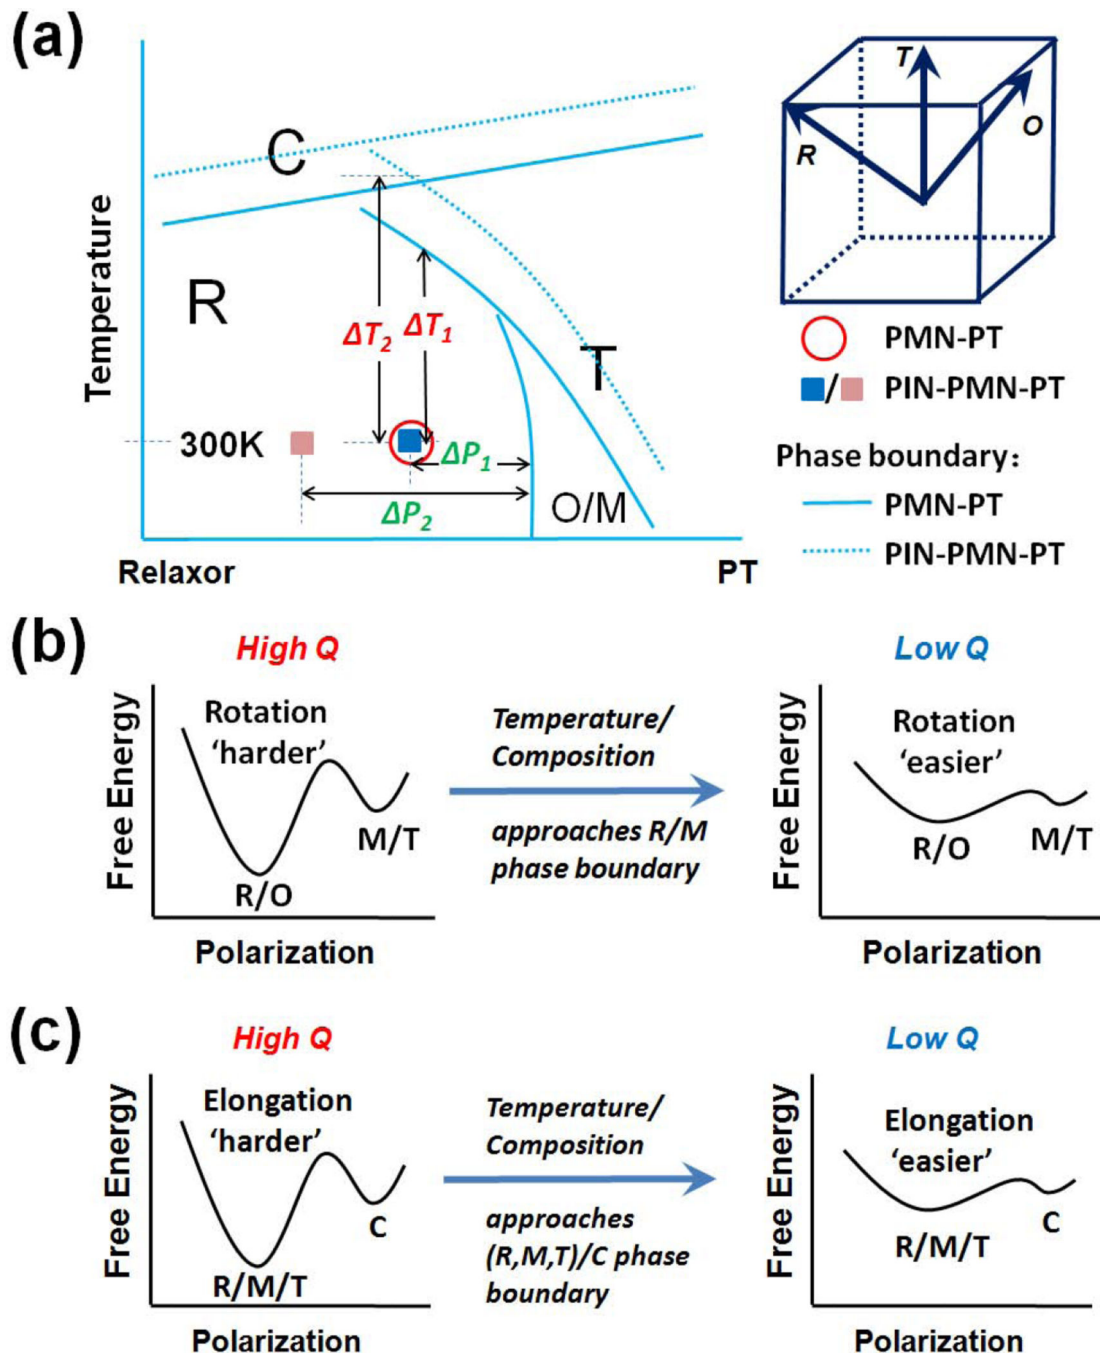 (a)
Temperature
C
R
T
ΔT2
ΔT1
300K
ΔP1
ΔP2
O/M
Relaxor
PT
T
O
R
PMN-PT
/
PIN-PMN-PT
Phase boundary:
PMN-PT
PIN-PMN-PT
(b)
High Q
Free Energy
Rotation
‘harder’
R/O
M/T
Polarization
Temperature/
Composition
approaches R/M
phase boundary
Low Q
Free Energy
Rotation
‘easier’
R/O
M/T
Polarization
(c)
High Q
Free Energy
Elongation
‘harder’
C
R/M/T
Polarization
Temperature/
Composition
approaches
(R,M,T)/C phase
boundary
Low Q
Free Energy
Elongation
‘easier’
C
R/M/T
Polarization